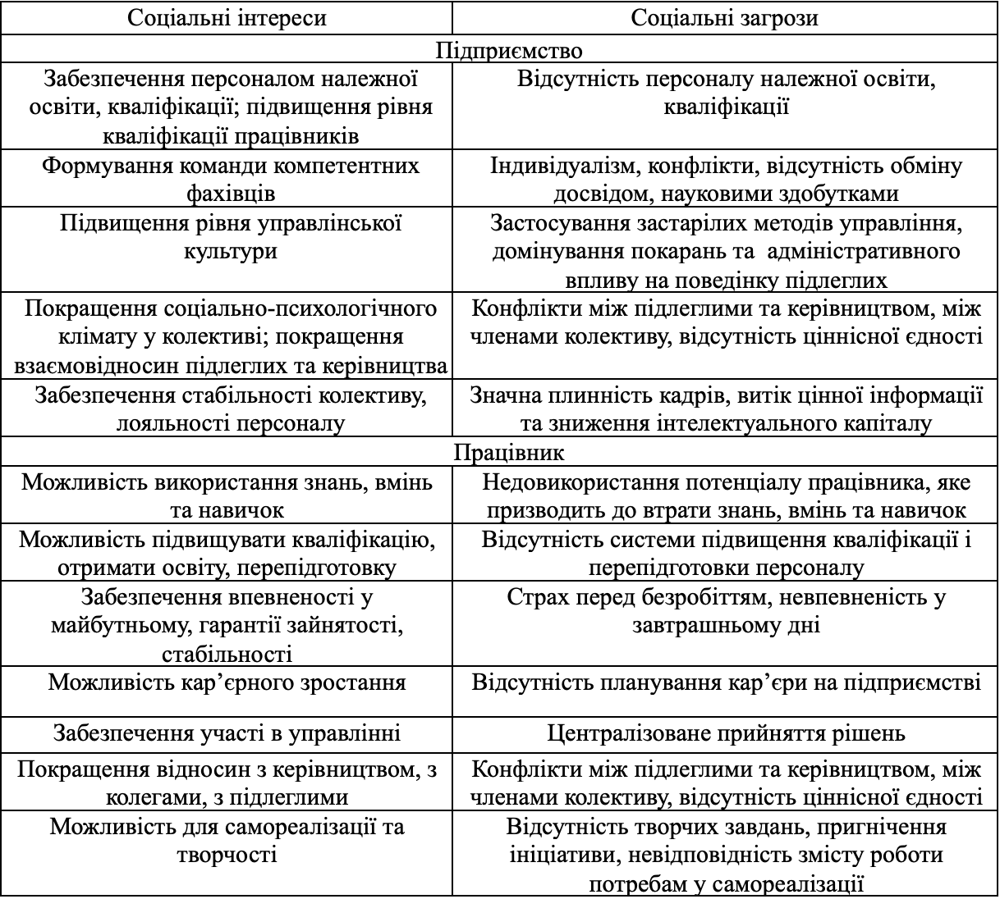 Соціальні інтереси
Соціальні загрози
Підприємство
Забезпечення персоналом належної
освіти, кваліфікації; підвищення рівня
кваліфікації працівників
Відсутність персоналу належної освіти,
кваліфікації
Формування команди компетентних
фахівців
Індивідуалізм, конфлікти, відсутність обміну
досвідом, науковими здобутками
Підвищення рівня управлінської
культури
Застосування застарілих методів управління,
домінування покарань та адміністративного
впливу на поведінку підлеглих
Покращення соціально-психологічного
клімату у колективі; покращення
взаємовідносин підлеглих та керівництва
Конфлікти між підлеглими та керівництвом, між
членами колективу, відсутність ціннісної єдності
Забезпечення стабільності колективу,
лояльності персоналу
Значна плинність кадрів, витік цінної інформації
та зниження інтелектуального капіталу
Працівник
Можливість використання знань, вмінь
та навичок
Недовикористання потенціалу працівника, яке
призводить до втрати знань, вмінь та навичок
Можливість підвищувати кваліфікацію,
отримати освіту, перепідготовку
Відсутність системи підвищення кваліфікації і
перепідготовки персоналу
Забезпечення впевненості у
майбутньому, гарантії зайнятості,
стабільності
Страх перед безробіттям, невпевненість у
завтрашньому дні
Можливість кар’єрного зростання
Відсутність планування кар’єри на підприємстві
Забезпечення участі в управлінні
Централізоване прийняття рішень
Покращення відносин з керівництвом, з
колегами, з підлеглими
Конфлікти між підлеглими та керівництвом, між
членами колективу, відсутність ціннісної єдності
Можливість для самореалізації та
творчості
Відсутність творчих завдань, пригнічення
ініціативи, невідповідність змісту роботи
потребам у самореалізації